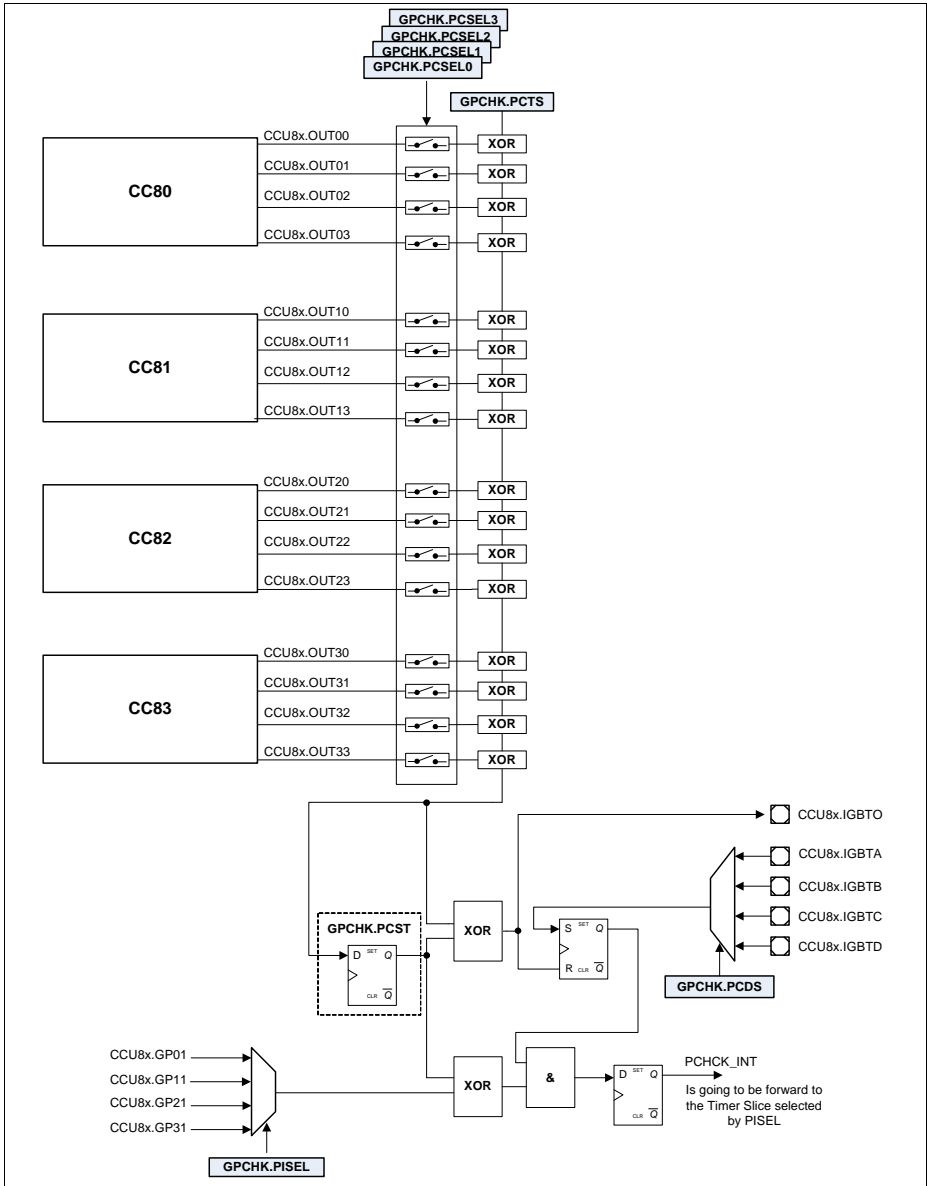 GPCHK.PCSEL3
GPCHK.PCSEL2
GPCHK.PCSEL1
GPCHK.PCSEL0
GPCHK.PCTS
CC80
CCU8x.OUT00
XOR
CCU8x.OUT01
XOR
CCU8x.OUT02
XOR
CCU8x.OUT03
XOR
CC81
CCU8x.OUT10
XOR
CCU8x.OUT11
XOR
CCU8x.OUT12
XOR
CCU8x.OUT13
XOR
CC82
CCU8x.OUT20
XOR
CCU8x.OUT21
XOR
CCU8x.OUT22
XOR
CCU8x.OUT23
XOR
CC83
CCU8x.OUT30
XOR
CCU8x.OUT31
XOR
CCU8x.OUT32
XOR
CCU8x.OUT33
XOR
CCU8x.IGBTO
CCU8x.IGBTA
CCU8x.IGBTB
CCU8x.IGBTC
CCU8x.IGBTD
GPCHK.PCDS
GPCHK.PCST
D SET Q
CLR Q
XOR
S SET Q
R CLR Q
CCU8x.GP01
CCU8x.GP11
CCU8x.GP21
CCU8x.GP31
GPCHK.PISEL
XOR
&
D SET Q
CLR Q
PCHCK_INT
Is going to be forward to
the Timer Slice selected
by PISEL